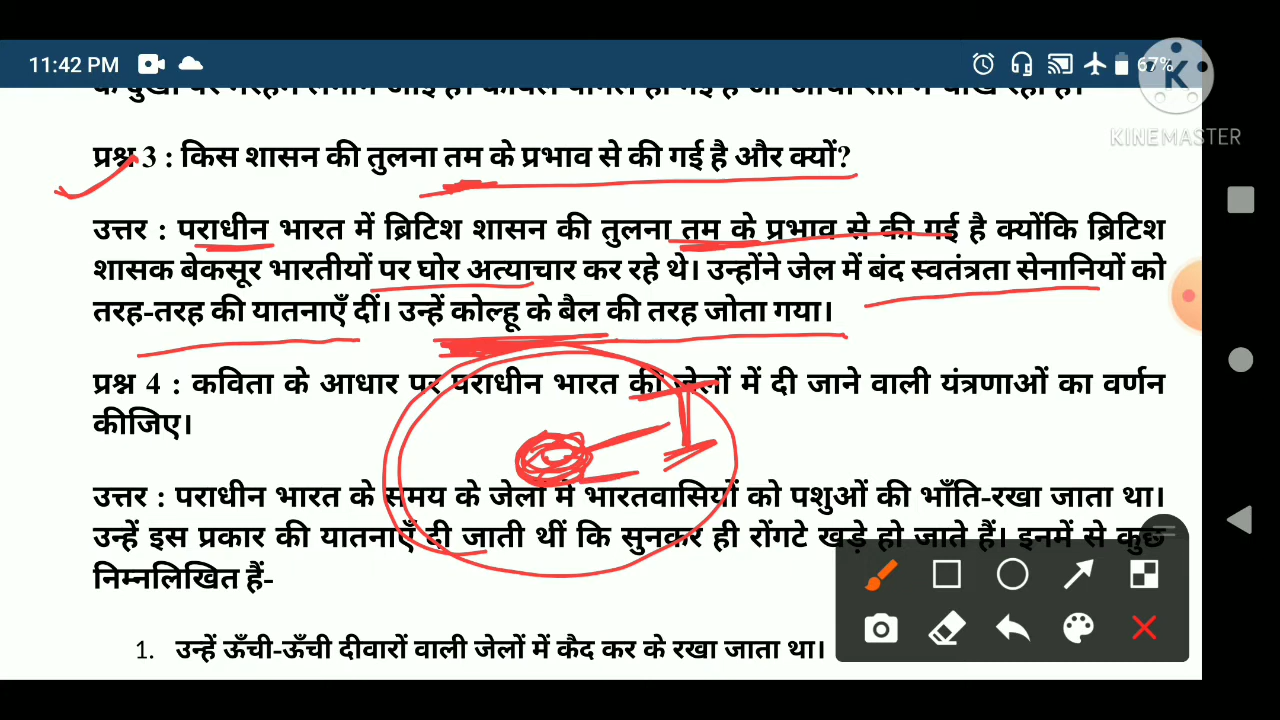 11:42 PM
67%
KINEMASTER
प्रश्न 3 : किस शासन की तुलना तम के प्रभाव से की गई है और क्यों?
उत्तर : पराधीन भारत में ब्रिटिश शासन की तुलना तम के प्रभाव से की गई है क्योंकि ब्रिटिश
शासक बेकसूर भारतीयों पर घोर अत्याचार कर रहे थे। उन्होंने जेल में बंद स्वतंत्रता सेनानियों को
तरह-तरह की यातनाएँ दीं। उन्हें कोल्हू के बैल की तरह जोता गया।
प्रश्न 4 : कविता के आधार पर पराधीन भारत की जेलों में दी जाने वाली यंत्रणाओं का वर्णन
कीजिए।
उत्तर : पराधीन भारत के समय के जेलों में भारतवासियों को पशुओं की भाँति-रखा जाता था।
उन्हें इस प्रकार की यातनाएँ दी जाती थीं कि सुनकर ही रोंगटे खड़े हो जाते हैं। इनमें से कुछ
निम्नलिखित हैं-
1. उन्हें ऊँची-ऊँची दीवारों वाली जेलों में कैद कर के रखा जाता था।